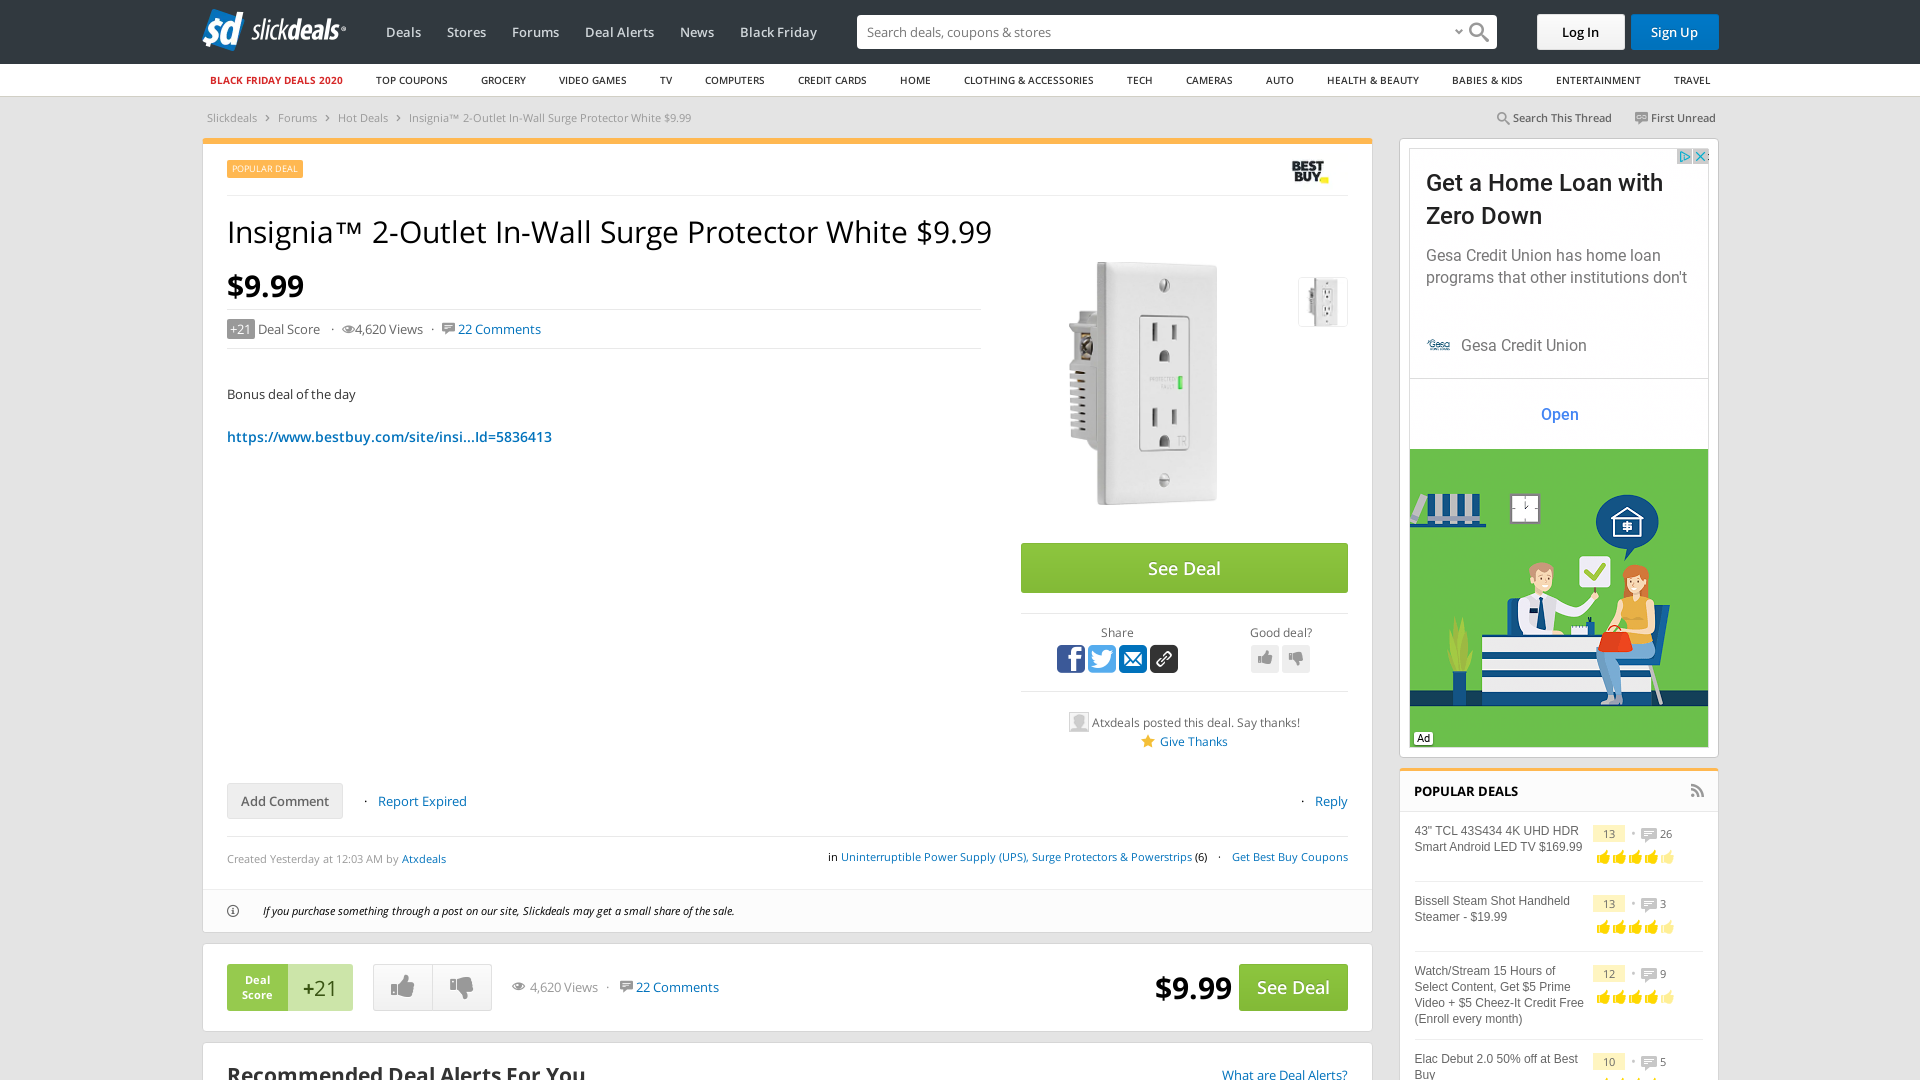 sd slickdeals
Deals Stores Forums Deal Alerts News Black Friday
Search deals, coupons & shopping
Log In Sign Up
BLACK FRIDAY DEALS 2020 TOP COUPONS GROCERY VIDEO GAMES TV COMPUTERS CREDIT CARDS HOME CLOTHING & ACCESSORIES TECH CAMERAS AUTO HEALTH & BEAUTY BABIES & KIDS ENTERTAINMENT TRAVEL
Slickdeals › Forums › Hot Deals › Insignia™ 2-Outlet In-Wall Surge Protector White $9.99
Search This Thread First Unread
POPULAR DEAL
BEST BUY
Insignia™ 2-Outlet In-Wall Surge Protector White $9.99
$9.99
+21 Deal Score · 4,620 Views · 22 Comments
Bonus deal of the day
https://www.bestbuy.com/site/insi...Id=5836413
See Deal
Share Good deal?
Atxdeals posted this deal. Say thanks!
Give Thanks
Add Comment · Report Expired · Reply
Created Yesterday at 12:03 AM by Atxdeals
in Uninterruptible Power Supply (UPS), Surge Protectors & Powerstrips (6) · Get Best Buy Coupons
If you purchase something through a post on our site, Slickdeals may get a small share of the sale.
Deal Score +21
4,620 Views · 22 Comments
$9.99 See Deal
Recommended Deal Alerts For You
What are Deal Alerts?
Get a Home Loan with
Zero Down
Gesa Credit Union has home loan
programs that other institutions don't
Gesa Gesa Credit Union
Open
$
Ad
POPULAR DEALS
43" TCL 43S434 4K UHD HDR
Smart Android LED TV $169.99
13 • 26
Bissell Steam Shot Handheld
Steamer - $19.99
13 • 3
Watch/Stream 15 Hours of
Select Content, Get $5 Prime
Video + $5 Cheez-It Credit Free
(Enroll every month)
12 • 9
Elac Debut 2.0 50% off at Best
Buy
10 • 5